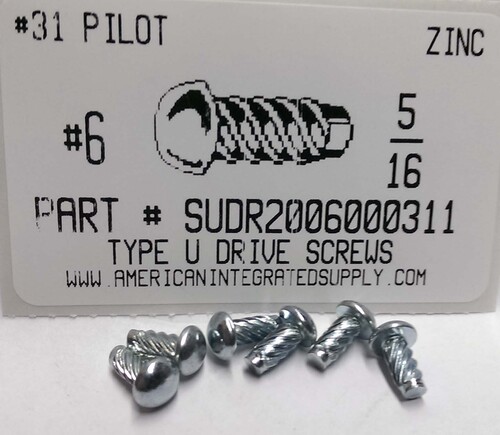 #31 PILOT ZINC
#6 5/16
PART # SUDR2006000311
TYPE U DRIVE SCREWS
WWW.AMERICANINTEGRATEDSUPPLY.COM